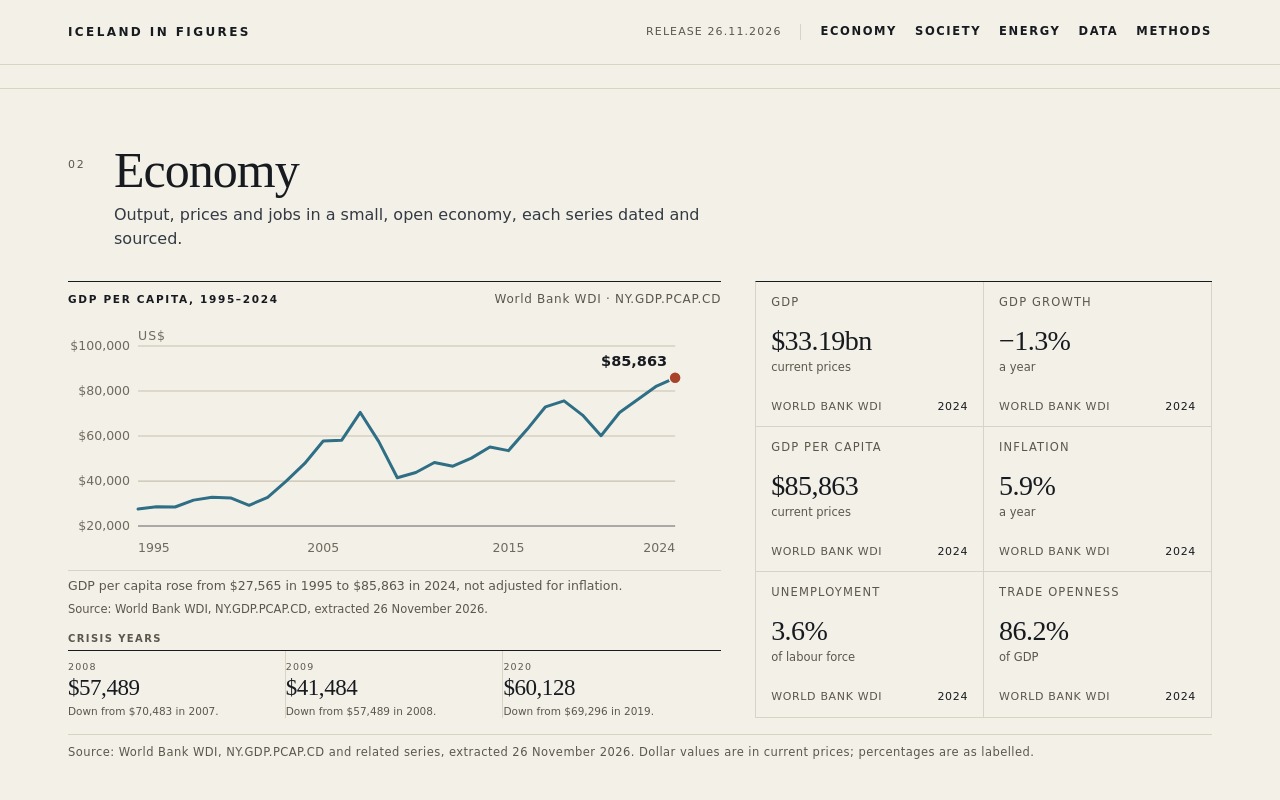 ICELAND IN FIGURES
RELEASE 26.11.2026
ECONOMY SOCIETY ENERGY DATA METHODS
02
Economy
Output, prices and jobs in a small, open economy, each series dated and
sourced.
GDP PER CAPITA, 1995–2024
World Bank WDI · NY.GDP.PCAP.CD
US$
$100,000
$80,000
$60,000
$40,000
$20,000
$85,863
1995 2005 2015 2024
GDP per capita rose from $27,565 in 1995 to $85,863 in 2024, not adjusted for inflation.
Source: World Bank WDI, NY.GDP.PCAP.CD, extracted 26 November 2026.
CRISIS YEARS
2008
$57,489
Down from $70,483 in 2007.
2009
$41,484
Down from $57,489 in 2008.
2020
$60,128
Down from $69,296 in 2019.
GDP
$33.19bn
current prices
WORLD BANK WDI 2024
GDP GROWTH
−1.3%
a year
WORLD BANK WDI 2024
GDP PER CAPITA
$85,863
current prices
WORLD BANK WDI 2024
INFLATION
5.9%
a year
WORLD BANK WDI 2024
UNEMPLOYMENT
3.6%
of labour force
WORLD BANK WDI 2024
TRADE OPENNESS
86.2%
of GDP
WORLD BANK WDI 2024
Source: World Bank WDI, NY.GDP.PCAP.CD and related series, extracted 26 November 2026. Dollar values are in current prices; percentages are as labelled.